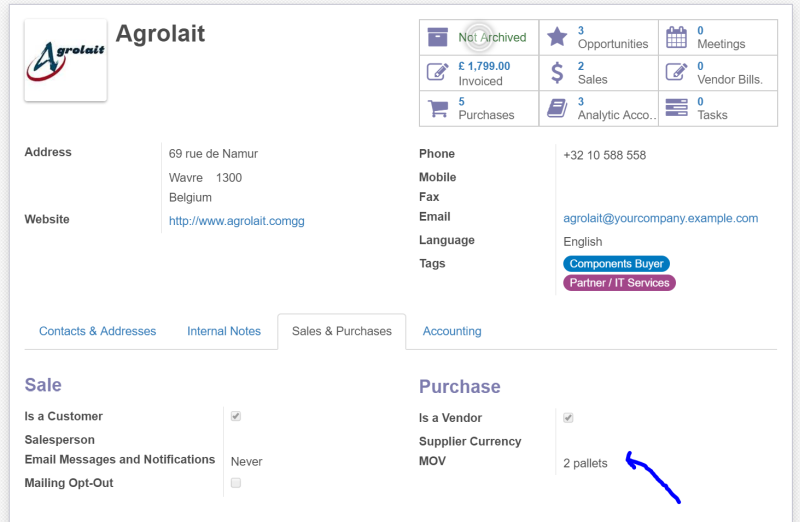 Agrolait
Agrolait
Not Archived
3
Opportunities
0
Meetings
£ 1,799.00
Invoiced
2
Sales
0
Vendor Bills.
5
Purchases
3
Analytic Acco..
0
Tasks
Address
69 rue de Namur
Wavre 1300
Belgium
Website
http://www.agrolait.comgg
Phone
+32 10 588 558
Mobile
Fax
Email
agrolait@yourcompany.example.com
Language
English
Tags
Components Buyer
Partner / IT Services
Contacts & Addresses
Internal Notes
Sales & Purchases
Accounting
Sale
Is a Customer
Salesperson
Email Messages and Notifications
Never
Mailing Opt-Out
Purchase
Is a Vendor
Supplier Currency
MOV
2 pallets